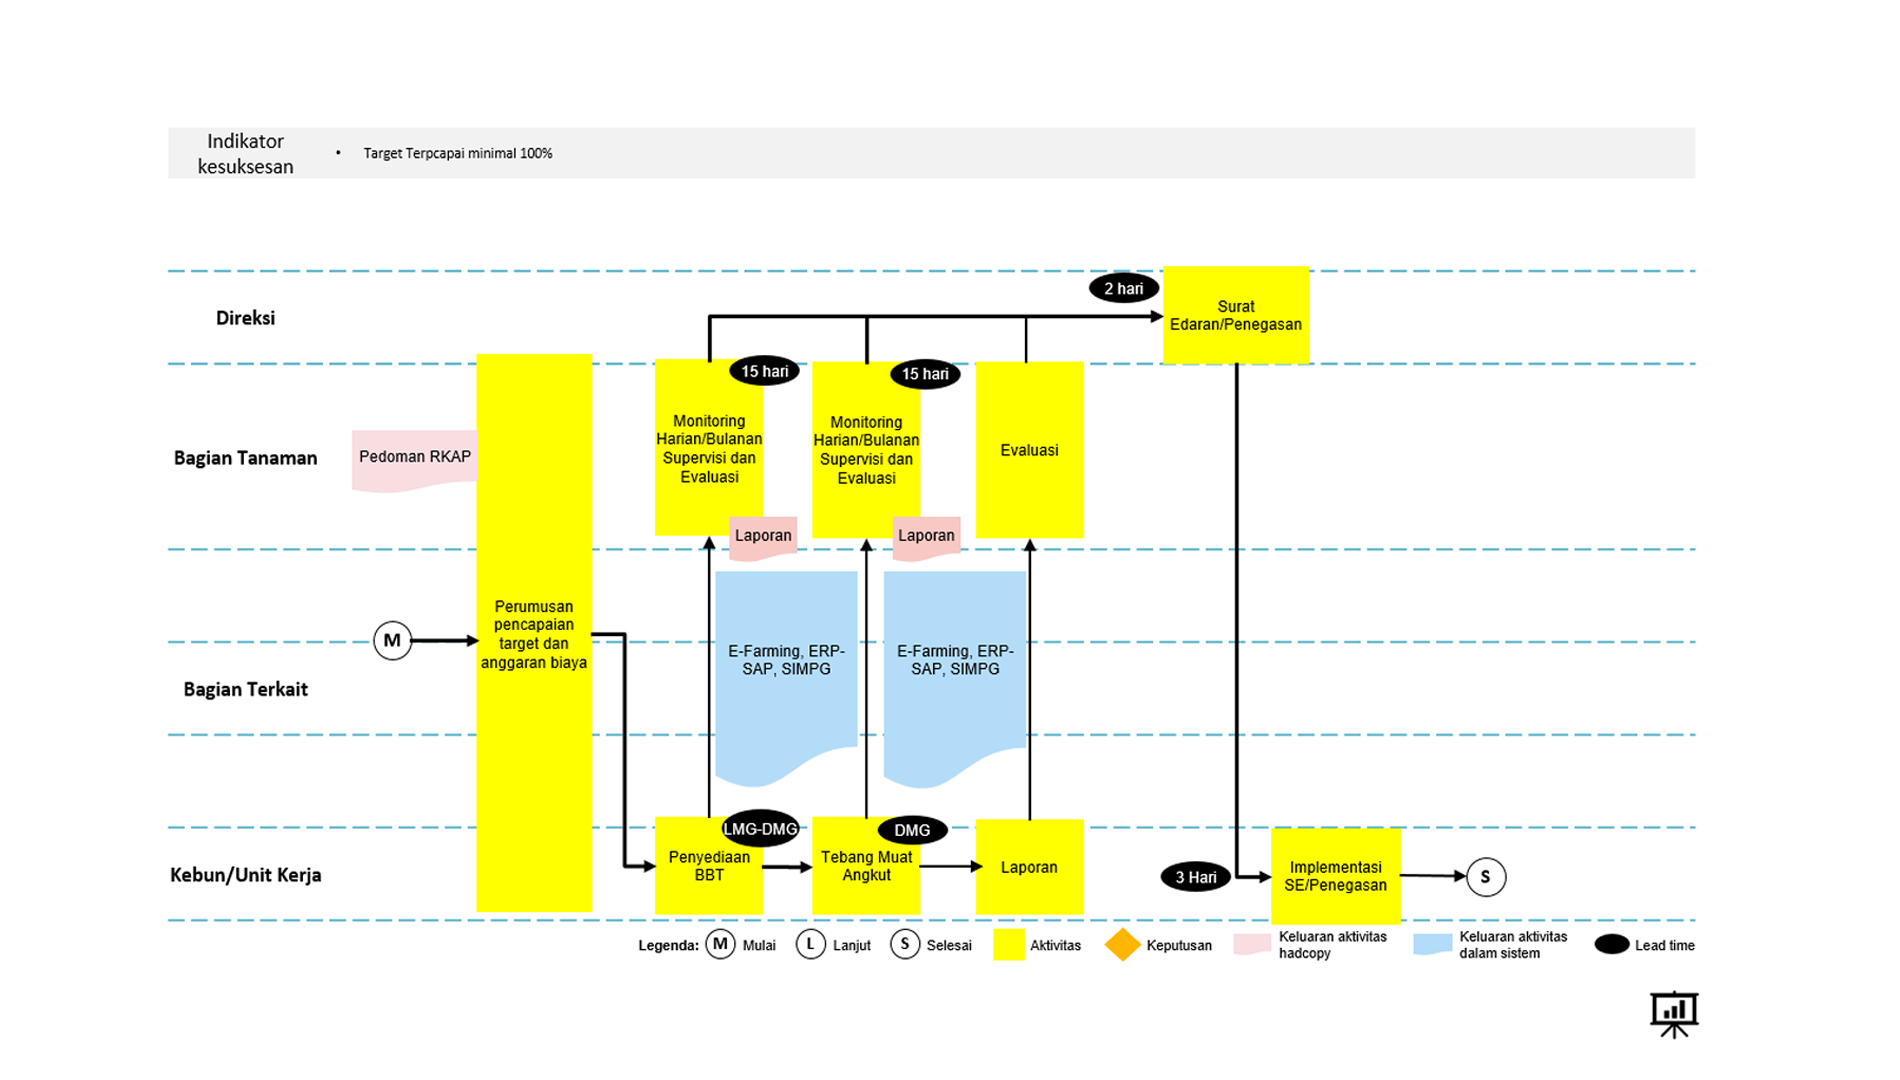 Indikator
kesuksesan
• Target Terpcapai minimal 100%
Direksi
2 hari
Surat
Edaran/Penegasan
Bagian Tanaman
Pedoman RKAP
15 hari
Monitoring
Harian/Bulanan
Supervisi dan
Evaluasi
Laporan
15 hari
Monitoring
Harian/Bulanan
Supervisi dan
Evaluasi
Laporan
Evaluasi
M
Perumusan
pencapaian
target dan
anggaran biaya
E-Farming, ERP-
SAP, SIMPG
E-Farming, ERP-
SAP, SIMPG
Bagian Terkait
Kebun/Unit Kerja
LMG-DMG
Penyediaan
BBT
DMG
Tebang Muat
Angkut
Laporan
3 Hari
Implementasi
SE/Penegasan
S
Legenda: M Mulai L Lanjut S Selesai Aktivitas Keputusan
Keluaran aktivitas
hadcopy
Keluaran aktivitas
dalam sistem
Lead time